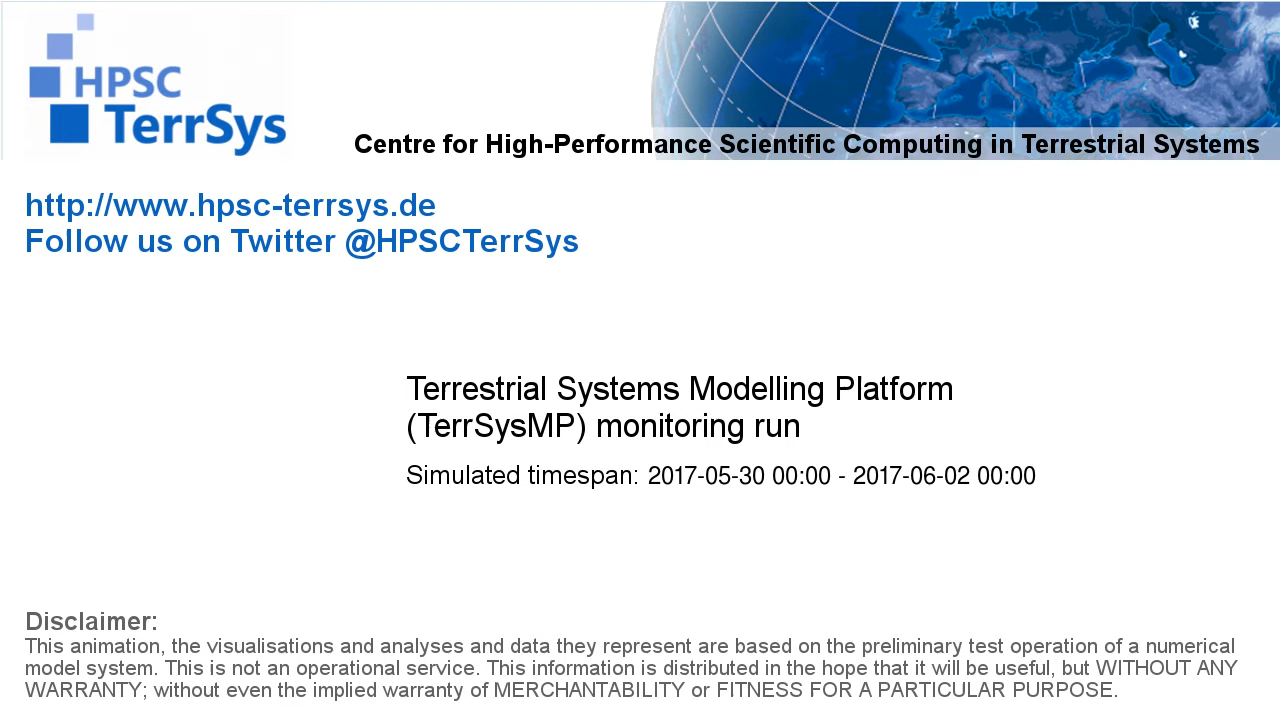 HPSC
TerrSys
Centre for High-Performance Scientific Computing in Terrestrial Systems
http://www.hpsc-terrsys.de
Follow us on Twitter @HPSCTerrSys
Terrestrial Systems Modelling Platform
(TerrSysMP) monitoring run
Simulated timespan: 2017-05-30 00:00 - 2017-06-02 00:00
Disclaimer:
This animation, the visualisations and analyses and data they represent are based on the preliminary test operation of a numerical
model system. This is not an operational service. This information is distributed in the hope that it will be useful, but WITHOUT ANY
WARRANTY; without even the implied warranty of MERCHANTABILITY or FITNESS FOR A PARTICULAR PURPOSE.